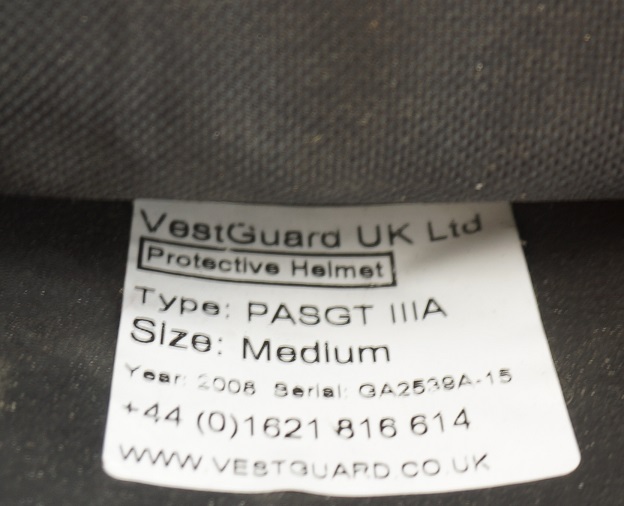 VestGuard UK Ltd
Protective Helmet
Type: PASGT IIIA
Size: Medium
Year: 2008 Serial: GA2539A-15
+44 (0)1621 816 614
WWW.VESTGUARD.CO.UK